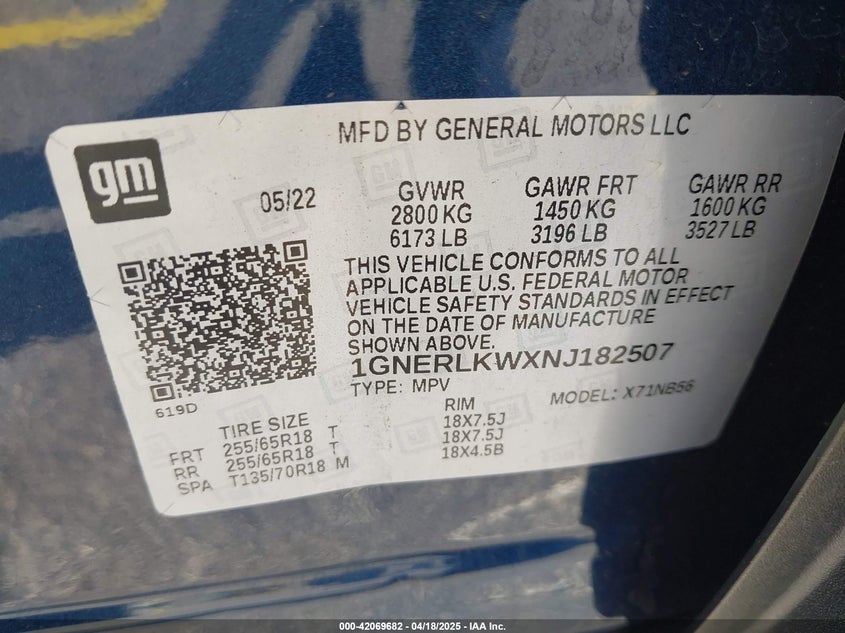 gm
MFD BY GENERAL MOTORS LLC
05/22
GVWR GAWR FRT GAWR RR
2800 KG 1450 KG 1600 KG
6173 LB 3196 LB 3527 LB
THIS VEHICLE CONFORMS TO ALL
APPLICABLE U.S. FEDERAL MOTOR
VEHICLE SAFETY STANDARDS IN EFFECT
ON THE DATE OF MANUFACTURE
SHOWN ABOVE.
1GNERLKWXNJ182507
TYPE: MPV MODEL: X71NB56
619D
TIRE SIZE RIM
FRT 255/65R18 T 18X7.5J
RR 255/65R18 T 18X7.5J
SPA T135/70R18 M 18X4.5B
000-42069682 - 04/18/2025 - IAA Inc.